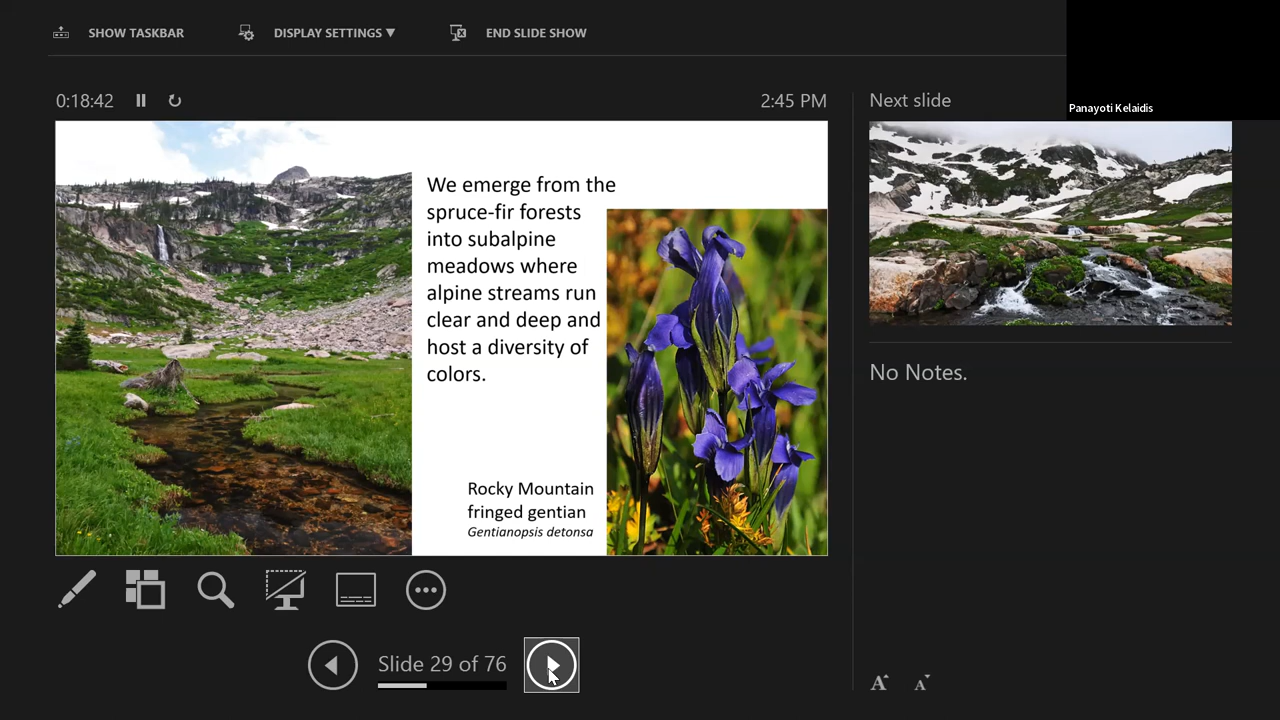 SHOW TASKBAR
DISPLAY SETTINGS ▼
END SLIDE SHOW
Panayoti Kelaidis
0:18:42
2:45 PM
Next slide
We emerge from the
spruce-fir forests
into subalpine
meadows where
alpine streams run
clear and deep and
host a diversity of
colors.
Rocky Mountain
fringed gentian
Gentianopsis detonsa
No Notes.
Slide 29 of 76
A
A